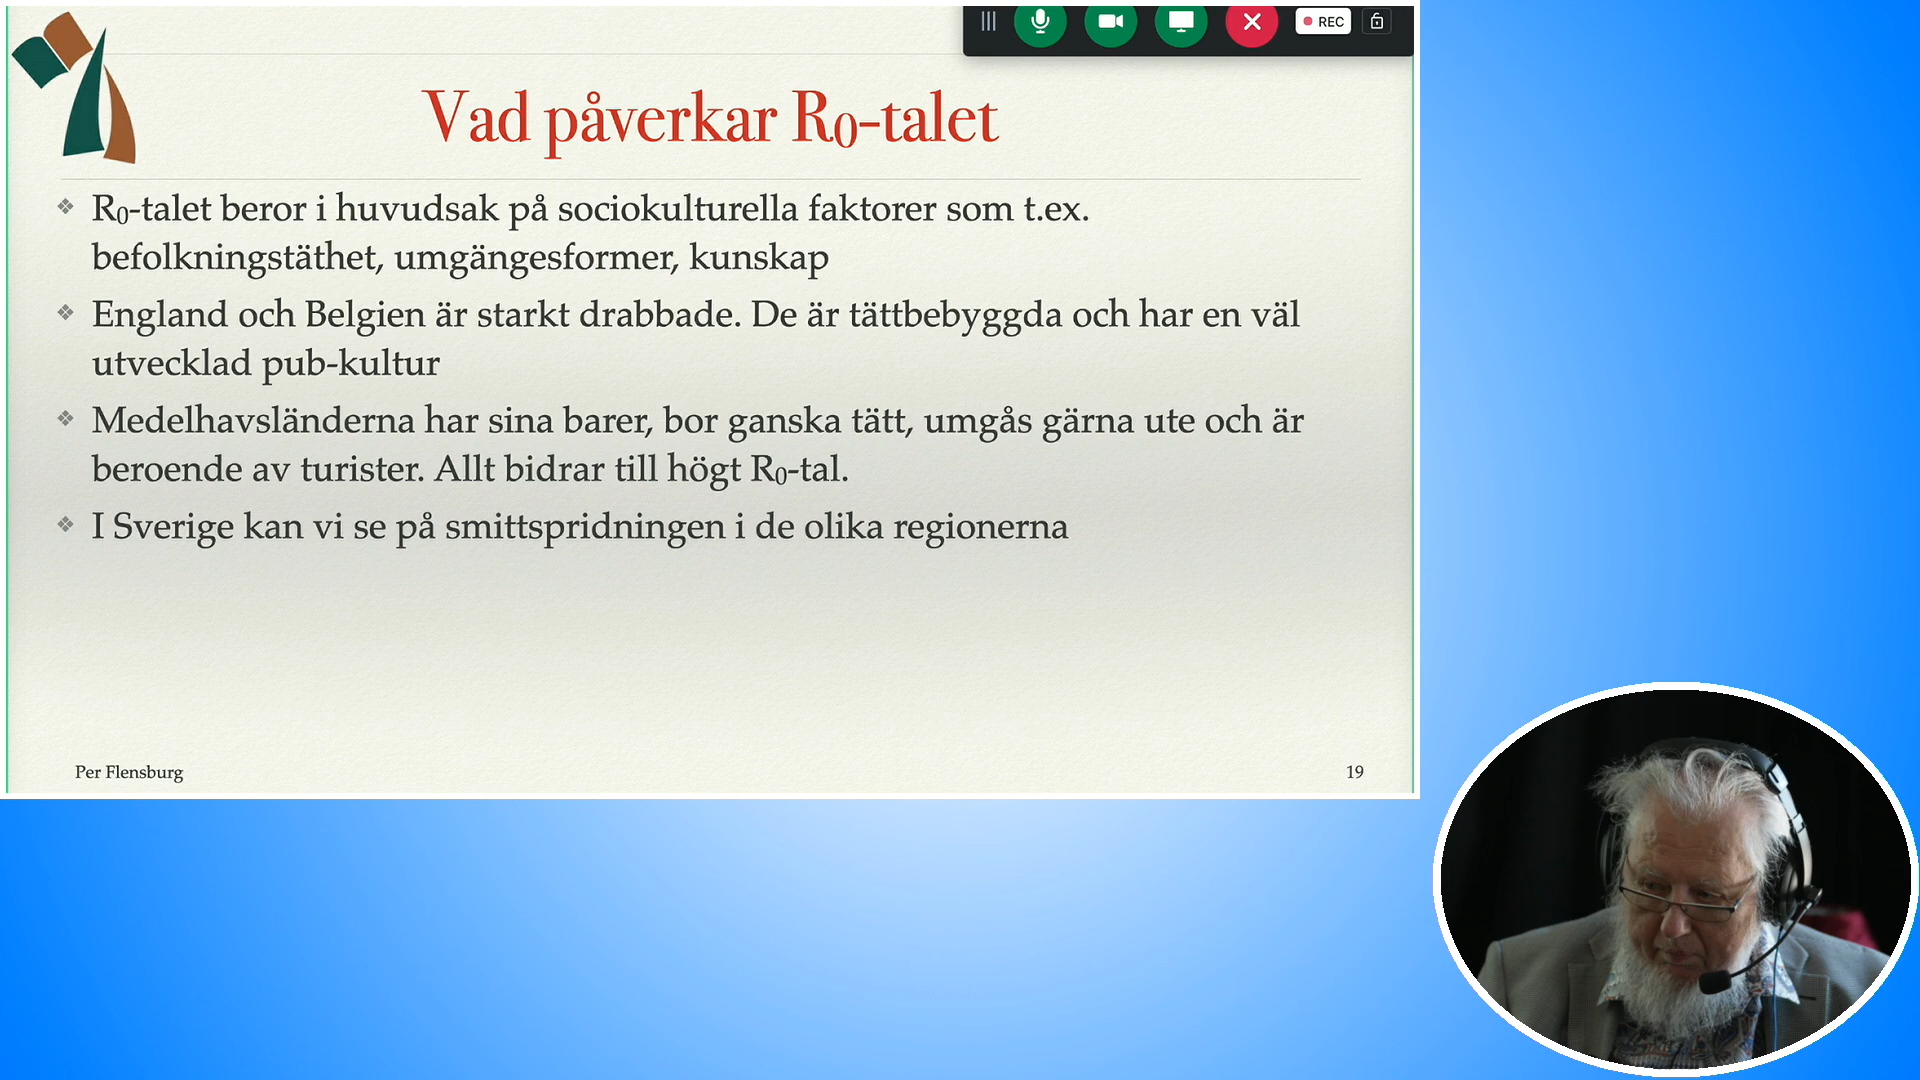 REC
Vad påverkar R₀-talet
❖ R₀-talet beror i huvudsak på sociokulturella faktorer som t.ex.
befolkningstäthet, umgängesformer, kunskap
❖ England och Belgien är starkt drabbade. De är tättbebyggda och har en väl
utvecklad pub-kultur
❖ Medelhavsländerna har sina barer, bor ganska tätt, umgås gärna ute och är
beroende av turister. Allt bidrar till högt R₀-tal.
❖ I Sverige kan vi se på smittspridningen i de olika regionerna
Per Flensburg
19